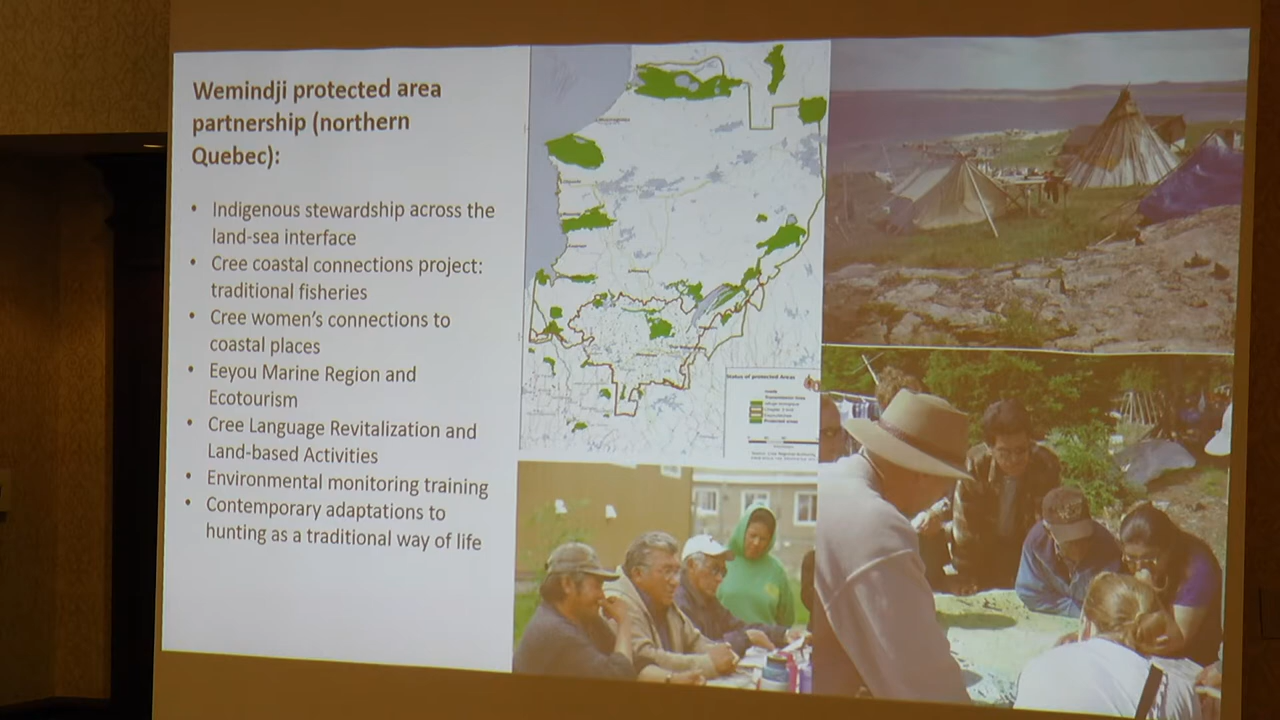 Wemindji protected area
partnership (northern
Quebec):
• Indigenous stewardship across the
land-sea interface
• Cree coastal connections project:
traditional fisheries
• Cree women's connections to
coastal places
• Eeyou Marine Region and
Ecotourism
• Cree Language Revitalization and
Land-based Activities
• Environmental monitoring training
• Contemporary adaptations to
hunting as a traditional way of life
Status of protected Areas
Protected areas